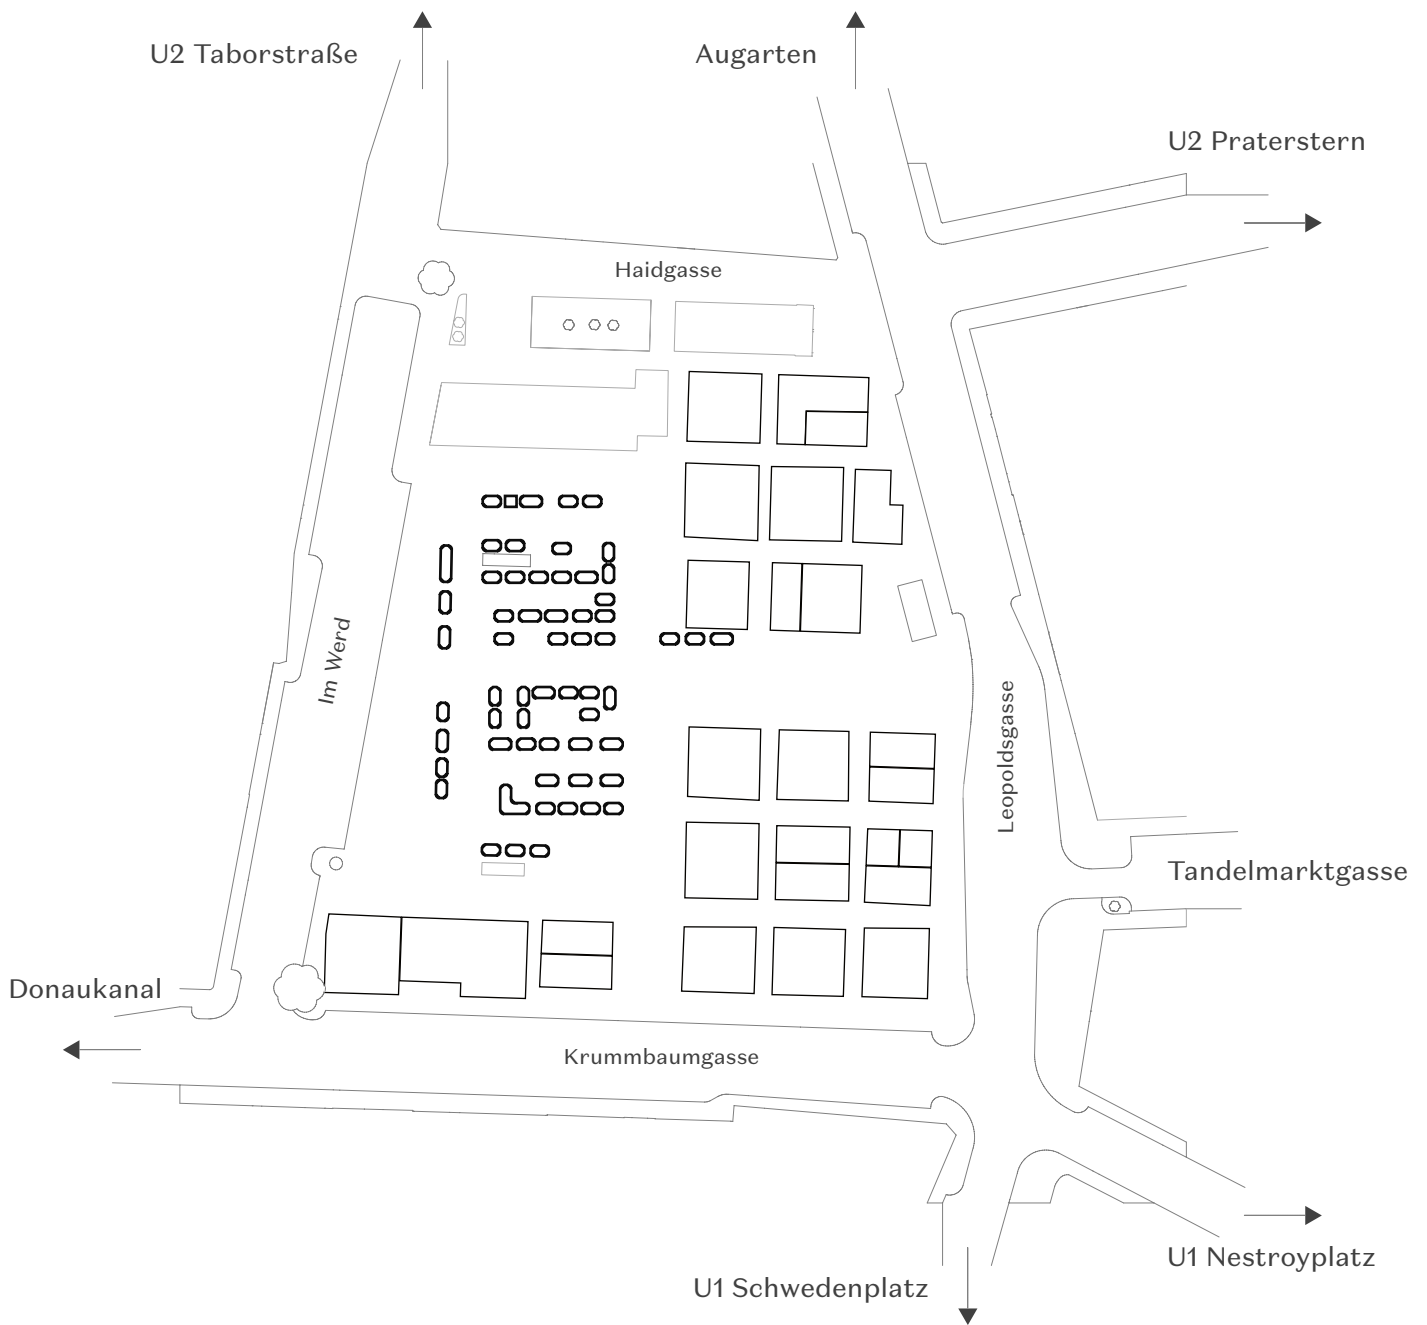 U2 Taborstraße
Augarten
U2 Praterstern
Haidgasse
Im Werd
Leopoldsgasse
Tandelmarktgasse
Donaukanal
Krummbaumgasse
U1 Nestroyplatz
U1 Schwedenplatz